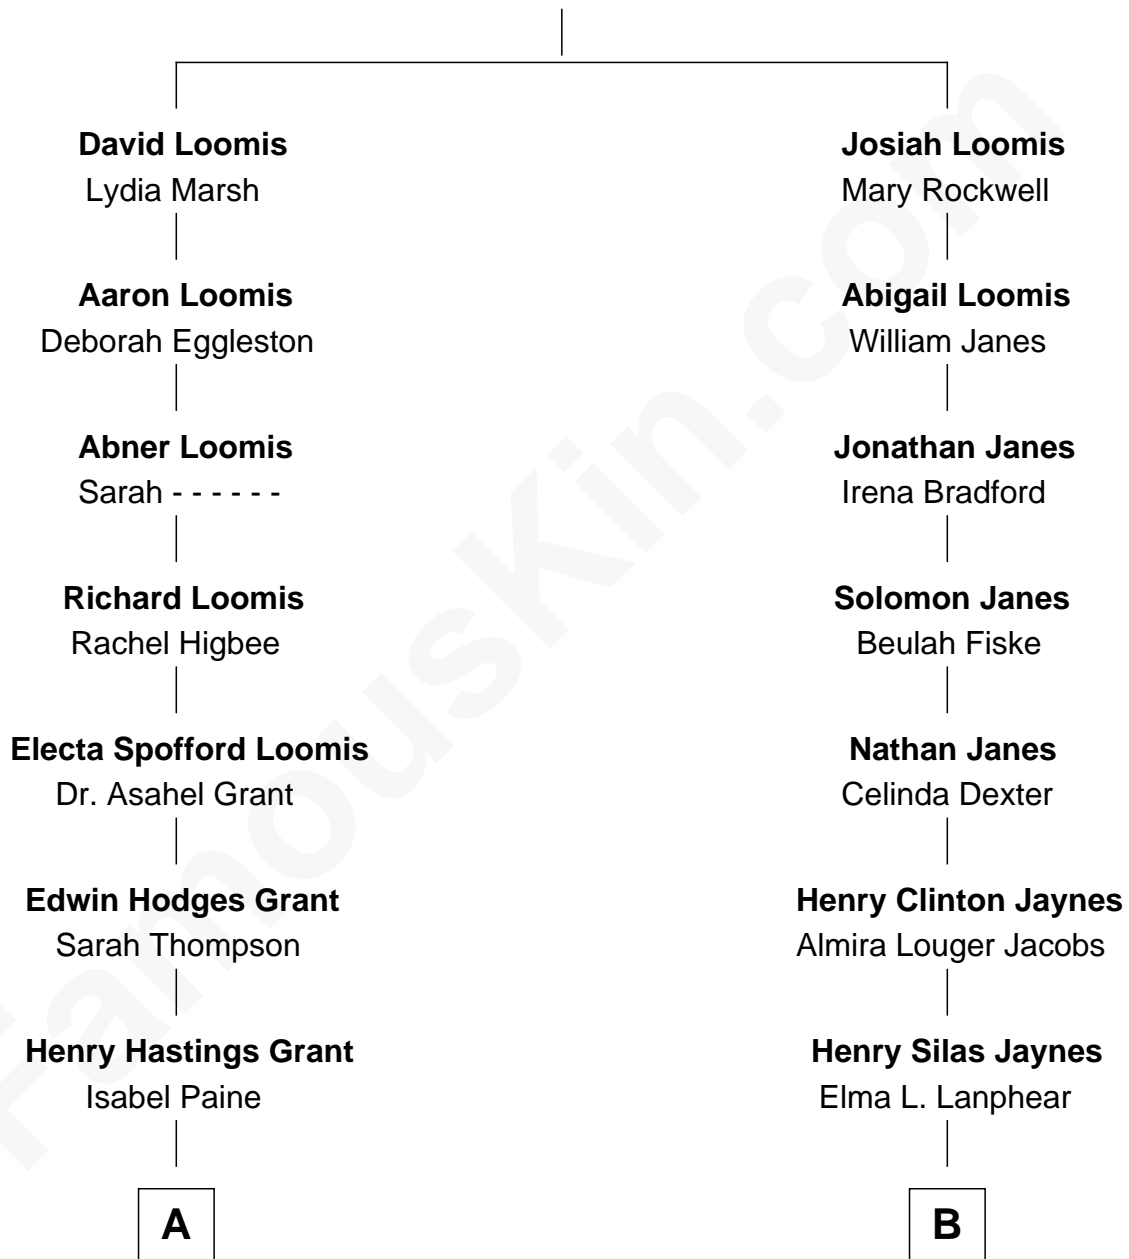 David Loomis
Lydia Marsh
Aaron Loomis
Deborah Eggleston
Abner Loomis
Sarah - - - - - -
Richard Loomis
Rachel Higbee
Electa Spofford Loomis
Dr. Asahel Grant
Edwin Hodges Grant
Sarah Thompson
Henry Hastings Grant
Isabel Paine
A
Josiah Loomis
Mary Rockwell
Abigail Loomis
William Janes
Jonathan Janes
Irena Bradford
Solomon Janes
Beulah Fiske
Nathan Janes
Celinda Dexter
Henry Clinton Jaynes
Almira Louger Jacobs
Henry Silas Jaynes
Elma L. Lanphear
B
FamousKin.com